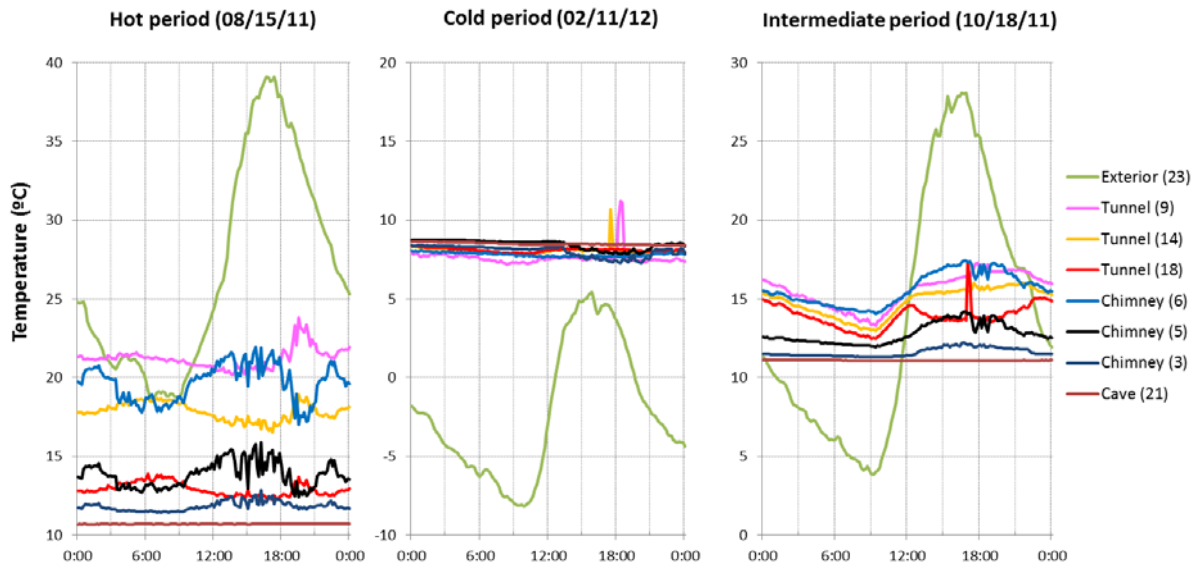 Hot period (08/15/11)
Cold period (02/11/12)
Intermediate period (10/18/11)
Temperature (ºC)
40
35
30
25
20
15
10
0:00 6:00 12:00 18:00 0:00
20
15
10
5
0
-5
-10
0:00 6:00 12:00 18:00 0:00
30
25
20
15
10
5
0
0:00 6:00 12:00 18:00 0:00
Exterior (23)
Tunnel (9)
Tunnel (14)
Tunnel (18)
Chimney (6)
Chimney (5)
Chimney (3)
Cave (21)